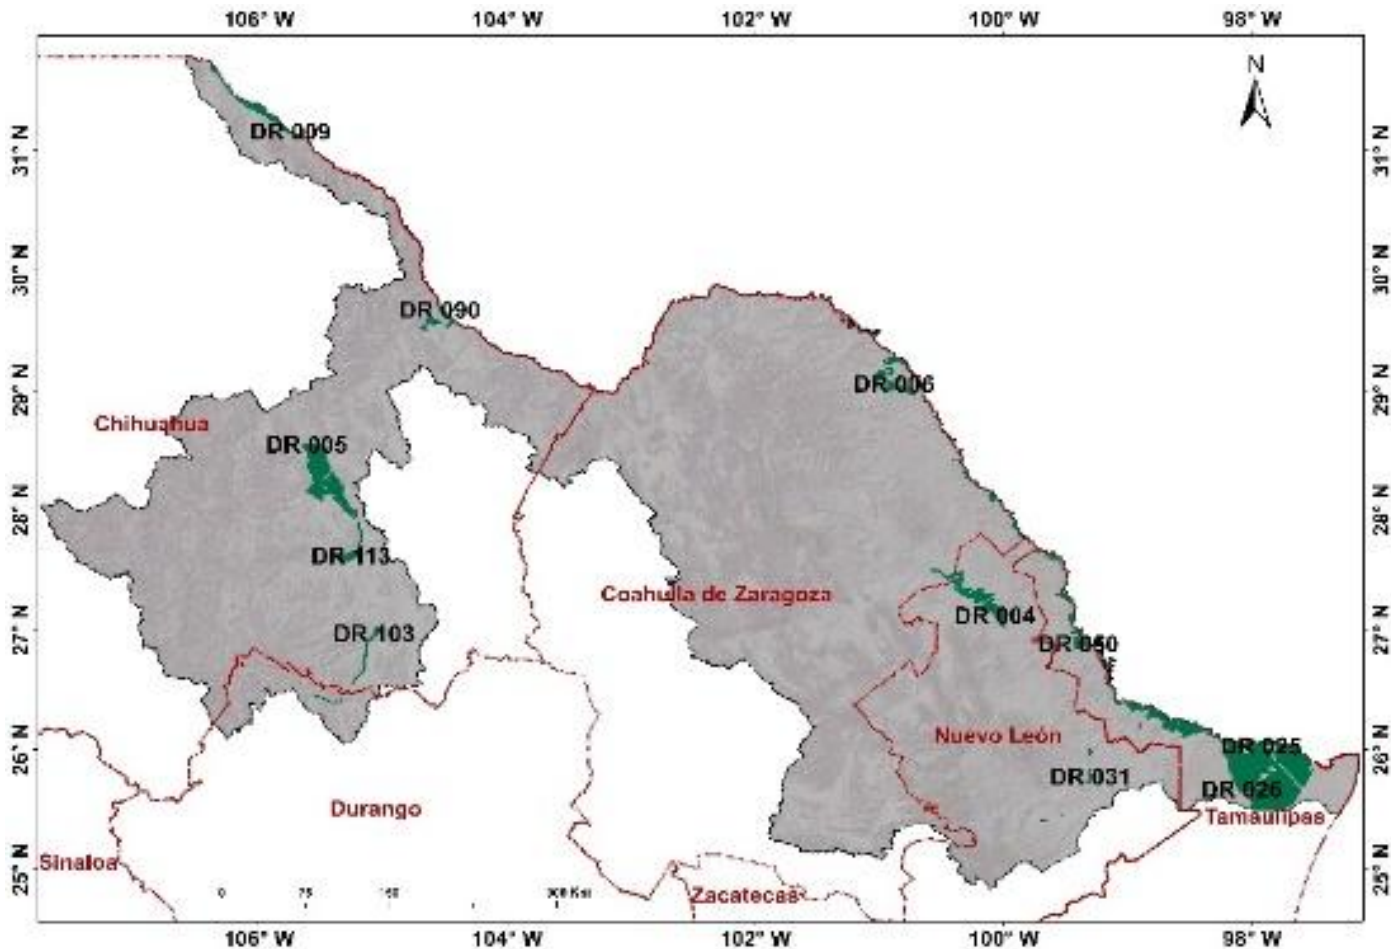 106° W 104° W 102° W 100° W 98° W
N
DR 009
31° N
31° N
30° N
30° N
DR 090
DR 006
29° N
29° N
Chihuahua
DR 005
28° N
28° N
DR 113
Coahuila de Zaragoza
DR 004
DR 103
DR 050
27° N
27° N
Nuevo León
DR 025
26° N
26° N
DR 031
DR 026
Durango
Tamaulipas
Sinaloa
25° N
25° N
Zacatecas
0 75
106° W 104° W 102° W 100° W 98° W